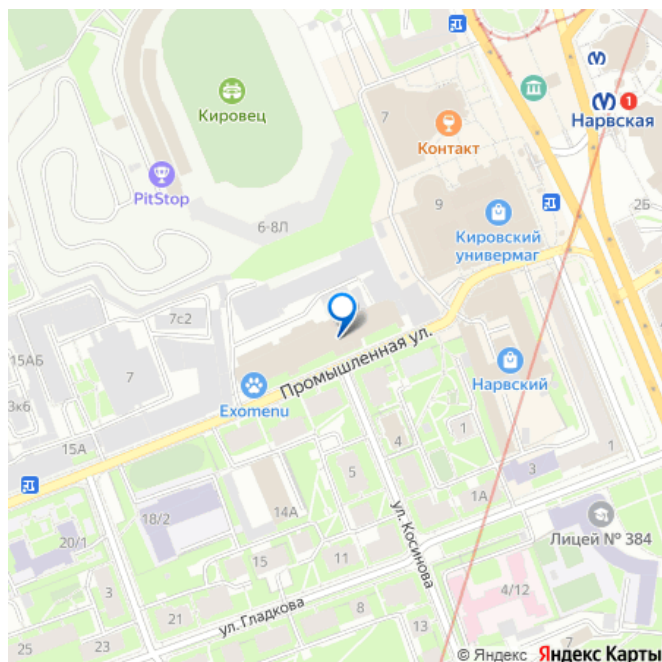 Кировец
7
Контакт
1
Нарвская
PitStop
6-8Л
9
2Б
Кировский
универмаг
7с2
15АБ
7
Промышленная ул.
Exomenu
Нарвский
3к6
15А
4
1
1
5
3
18/2
14А
1А
ул. Косинова
Лицей № 384
20/1
15
11
4/12
3
21
8
ул. Гладкова
25
23
7
© Яндекс Яндекс Карты